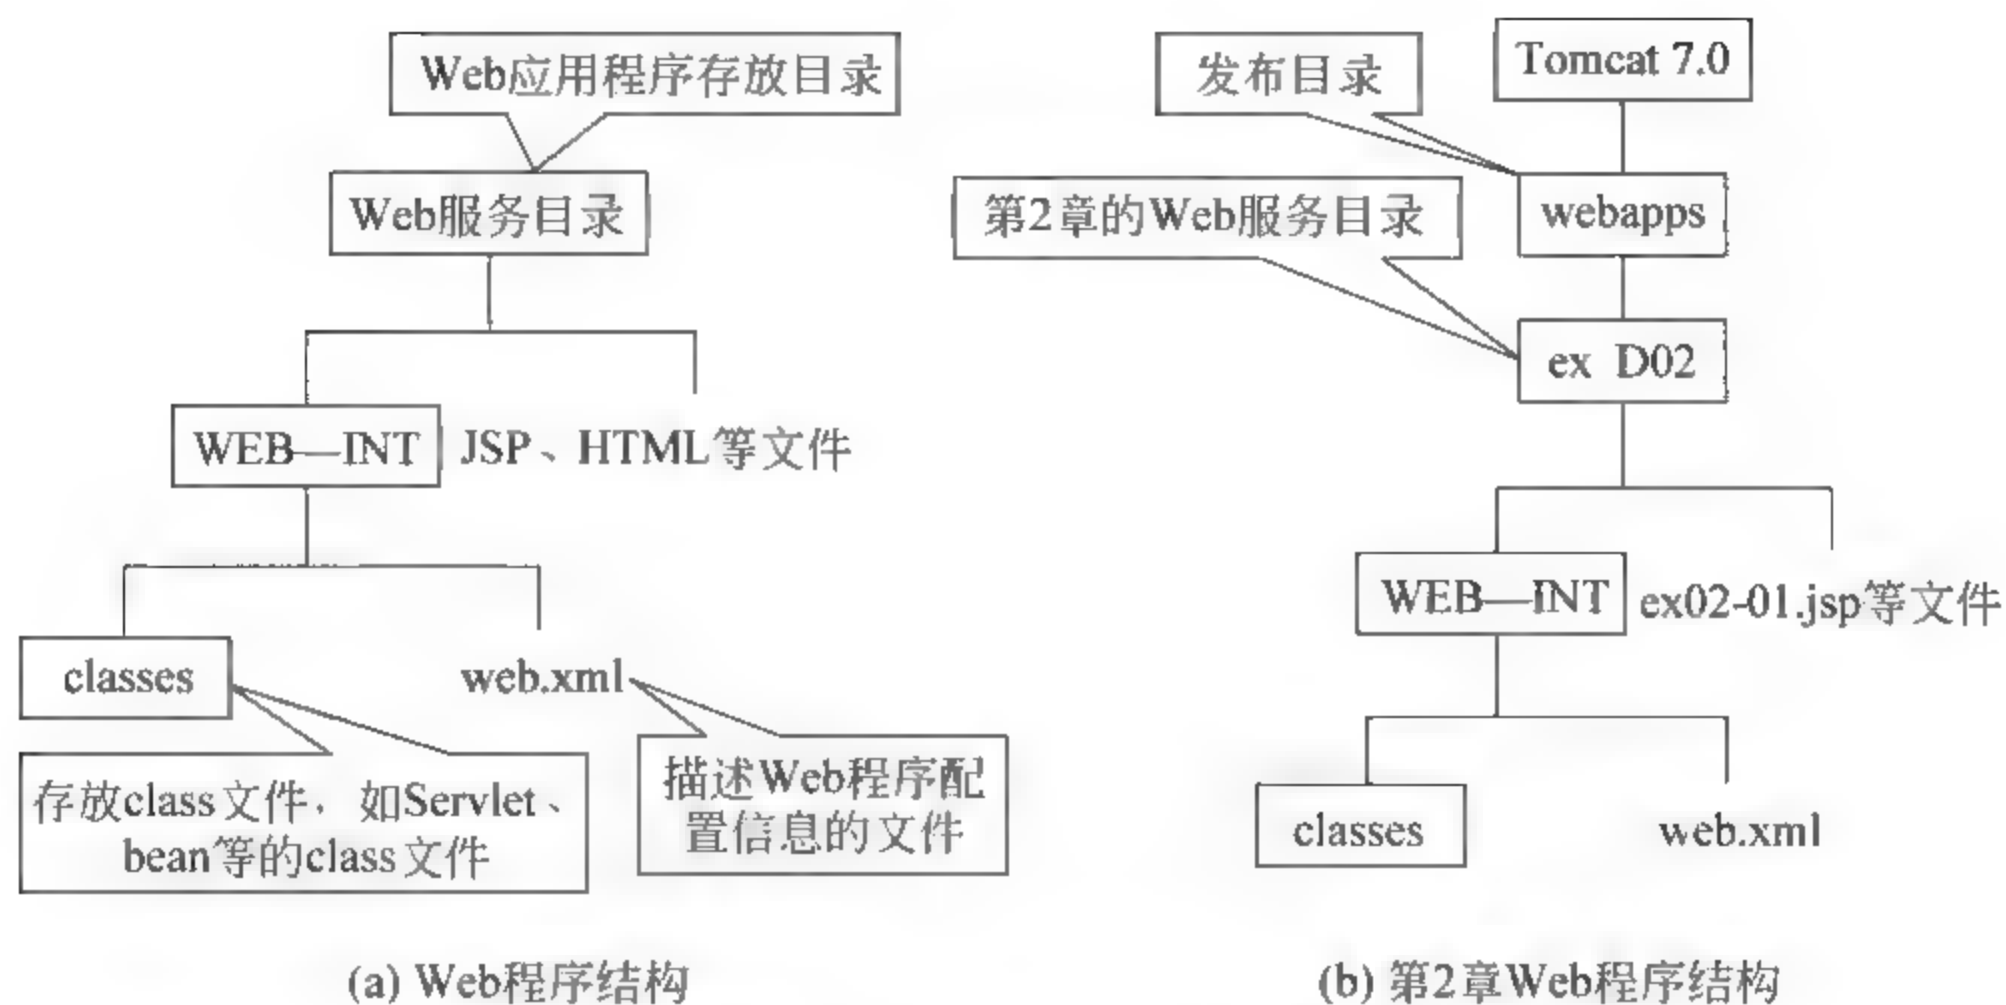 Web应用程序存放目录
Web服务目录
WEB—INT
JSP、HTML等文件
classes
web.xml
存放class文件，如Servlet、
bean等的class文件
描述Web程序配
置信息的文件
(a) Web程序结构
发布目录
Tomcat 7.0
第2章的Web服务目录
webapps
ex D02
WEB—INT
ex02-01.jsp等文件
classes
web.xml
(b) 第2章Web程序结构